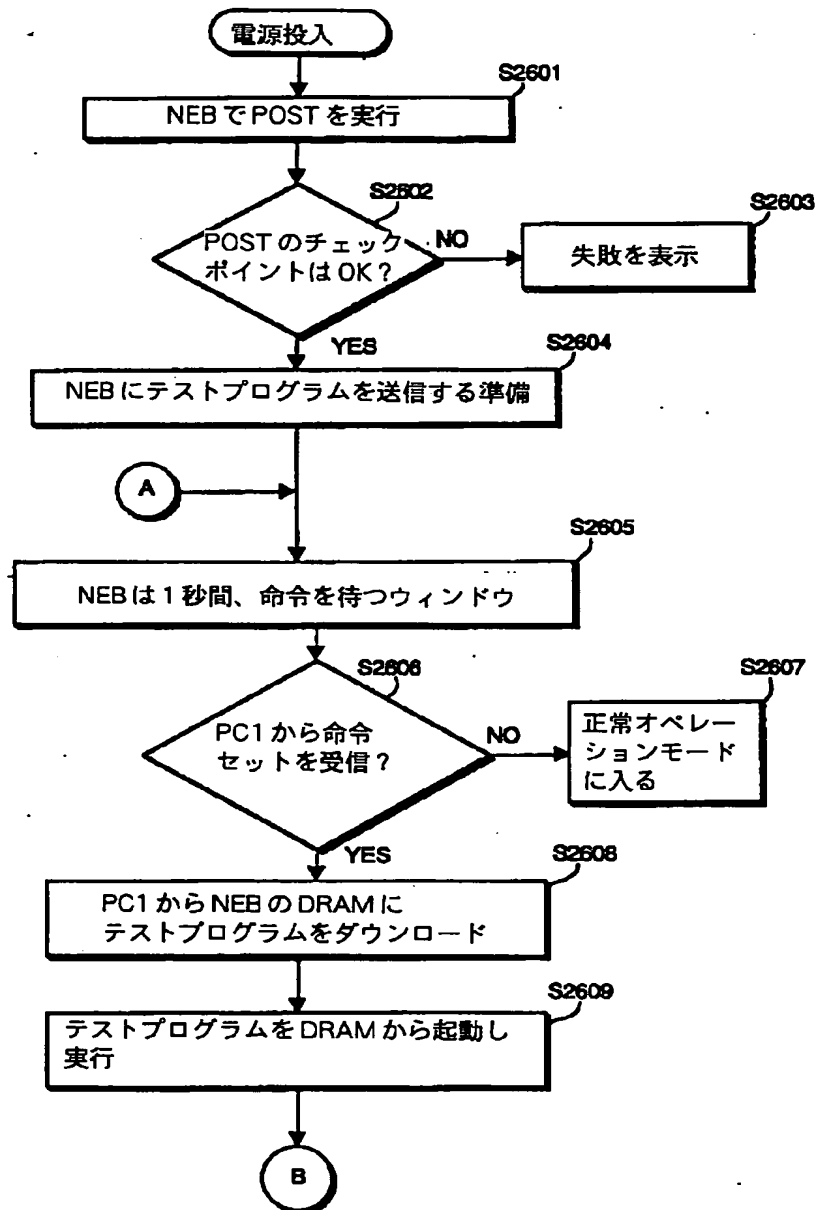 電源投入
S2601
NEBでPOSTを実行
S2602
POSTのチェック
ポイントはOK?
NO
S2603
失敗を表示
YES
S2604
NEBにテストプログラムを送信する準備
A
S2605
NEBは1秒間、命令を待つウィンドウ
S2606
PC1から命令
セットを受信?
NO
S2607
正常オペレー
ションモード
に入る
YES
S2608
PC1からNEBのDRAMに
テストプログラムをダウンロード
S2609
テストプログラムをDRAMから起動し
実行
B